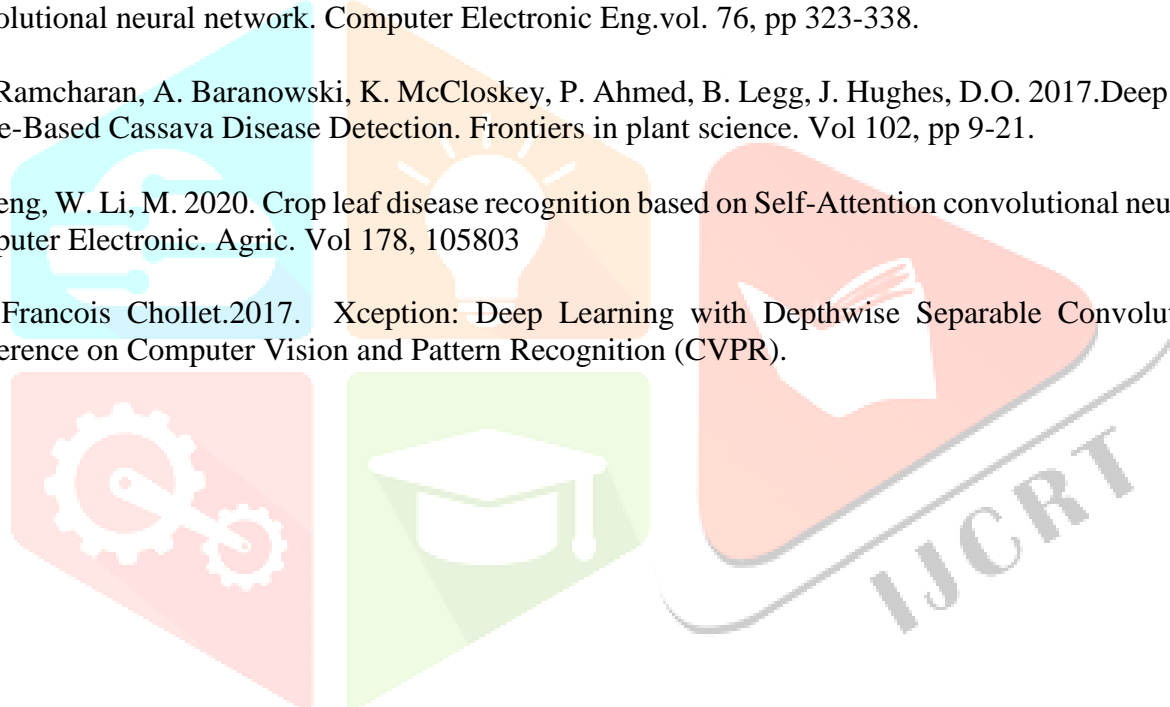 olutional neural network. Computer Electronic Eng.vol. 76, pp 323-338.
Ramcharan, A. Baranowski, K. McCloskey, P. Ahmed, B. Legg, J. Hughes, D.O. 2017.Deep
e-Based Cassava Disease Detection. Frontiers in plant science. Vol 102, pp 9-21.
eng, W. Li, M. 2020. Crop leaf disease recognition based on Self-Attention convolutional neu
puter Electronic. Agric. Vol 178, 105803
Francois Chollet.2017. Xception: Deep Learning with Depthwise Separable Convolut
erence on Computer Vision and Pattern Recognition (CVPR).
IJCRT